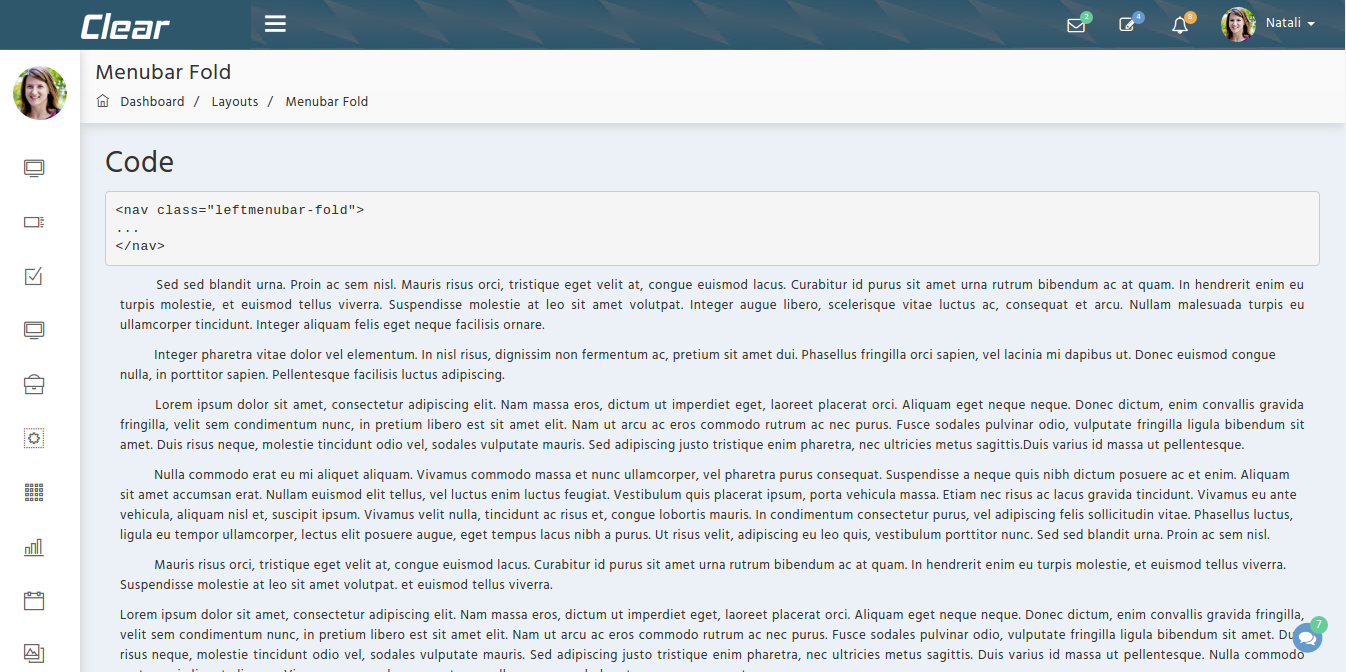 Clear
2
4
8
Natali
Menubar Fold
Dashboard / Layouts / Menubar Fold
Code
<nav class="leftmenubar-fold">
...
</nav>
Sed sed blandit urna. Proin ac sem nisl. Mauris risus orci, tristique eget velit at, congue euismod lacus. Curabitur id purus sit amet urna rutrum bibendum ac at quam. In hendrerit enim eu
turpis molestie, et euismod tellus viverra. Suspendisse molestie at leo sit amet volutpat. Integer augue libero, scelerisque vitae luctus ac, consequat et arcu. Nullam malesuada turpis eu
ullamcorper tincidunt. Integer aliquam felis eget neque facilisis ornare.
Integer pharetra vitae dolor vel elementum. In nisl risus, dignissim non fermentum ac, pretium sit amet dui. Phasellus fringilla orci sapien, vel lacinia mi dapibus ut. Donec euismod congue
nulla, in porttitor sapien. Pellentesque facilisis luctus adipiscing.
Lorem ipsum dolor sit amet, consectetur adipiscing elit. Nam massa eros, dictum ut imperdiet eget, laoreet placerat orci. Aliquam eget neque neque. Donec dictum, enim convallis gravida
fringilla, velit sem condimentum nunc, in pretium libero est sit amet elit. Nam ut arcu ac eros commodo rutrum ac nec purus. Fusce sodales pulvinar odio, vulputate fringilla ligula bibendum sit
amet. Duis risus neque, molestie tincidunt odio vel, sodales vulputate mauris. Sed adipiscing justo tristique enim pharetra, nec ultricies metus sagittis.Duis varius id massa ut pellentesque.
Nulla commodo erat eu mi aliquet aliquam. Vivamus commodo massa et nunc ullamcorper, vel pharetra purus consequat. Suspendisse a neque quis nibh dictum posuere ac et enim. Aliquam
sit amet accumsan erat. Nullam euismod elit tellus, vel luctus enim luctus feugiat. Vestibulum quis placerat ipsum, porta vehicula massa. Etiam nec risus ac lacus gravida tincidunt. Vivamus eu ante
vehicula, aliquam nisl et, suscipit ipsum. Vivamus velit nulla, tincidunt ac risus et, congue lobortis mauris. In condimentum consectetur purus, vel adipiscing felis sollicitudin vitae. Phasellus luctus,
ligula eu tempor ullamcorper, lectus elit posuere augue, eget tempus lacus nibh a purus. Ut risus velit, adipiscing eu leo quis, vestibulum porttitor nunc. Sed sed blandit urna. Proin ac sem nisl.
Mauris risus orci, tristique eget velit at, congue euismod lacus. Curabitur id purus sit amet urna rutrum bibendum ac at quam. In hendrerit enim eu turpis molestie, et euismod tellus viverra.
Suspendisse molestie at leo sit amet volutpat. et euismod tellus viverra.
Lorem ipsum dolor sit amet, consectetur adipiscing elit. Nam massa eros, dictum ut imperdiet eget, laoreet placerat orci. Aliquam eget neque neque. Donec dictum, enim convallis gravida fringilla,
velit sem condimentum nunc, in pretium libero est sit amet elit. Nam ut arcu ac eros commodo rutrum ac nec purus. Fusce sodales pulvinar odio, vulputate fringilla ligula bibendum sit amet.
risus neque, molestie tincidunt odio vel, sodales vulputate mauris. Sed adipiscing justo tristique enim pharetra, nec ultricies metus sagittis. Duis varius id massa ut pellentesque. Nulla commodo
7